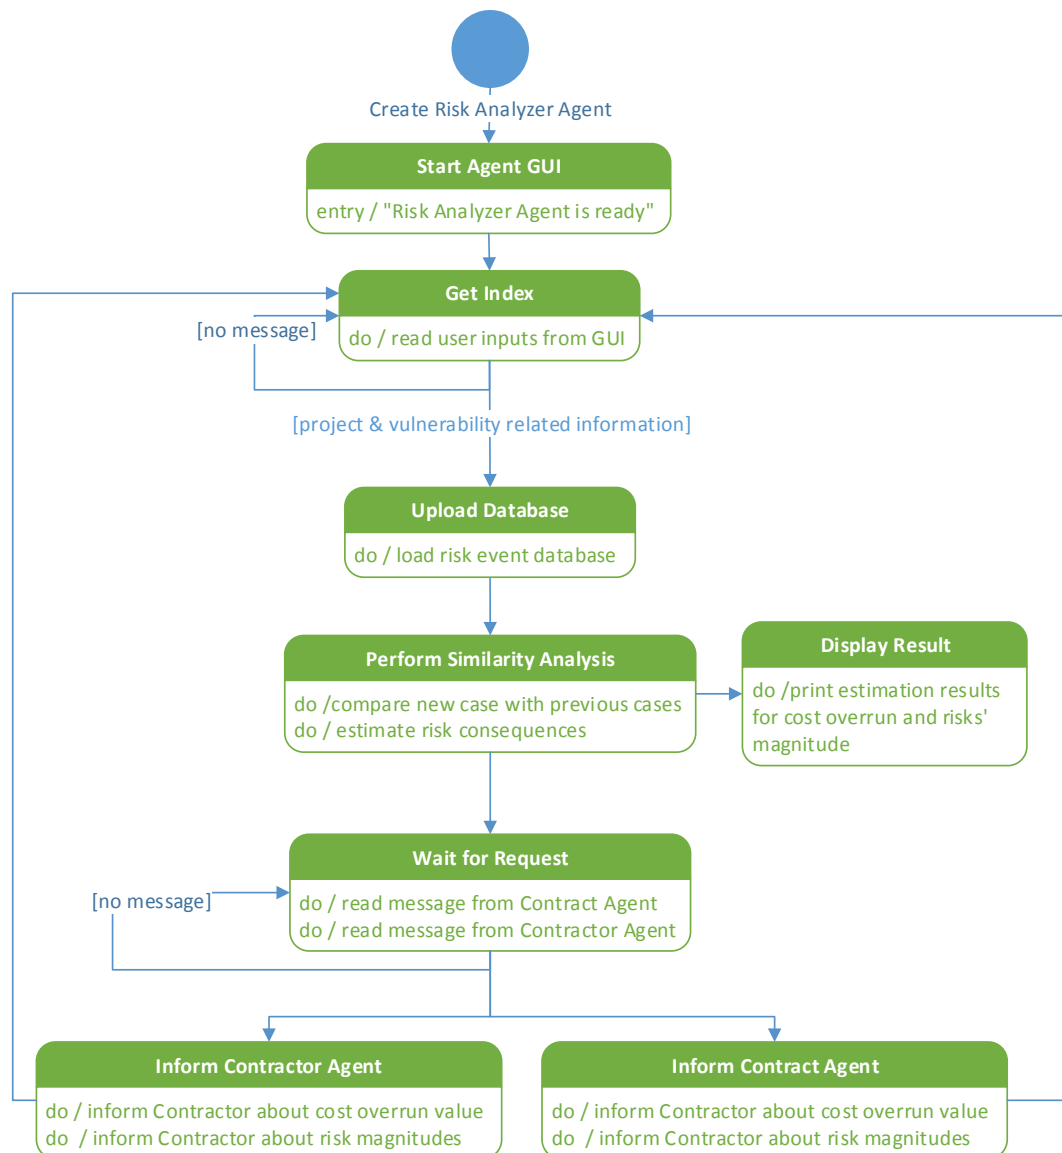 Create Risk Analyzer Agent
Start Agent GUI
entry / "Risk Analyzer Agent is ready"
Get Index
[no message]
do / read user inputs from GUI
[project & vulnerability related information]
Upload Database
do / load risk event database
Perform Similarity Analysis
do /compare new case with previous cases
do / estimate risk consequences
Display Result
do /print estimation results
for cost overrun and risks'
magnitude
Wait for Request
[no message]
do / read message from Contract Agent
do / read message from Contractor Agent
Inform Contractor Agent
do / inform Contractor about cost overrun value
do / inform Contractor about risk magnitudes
Inform Contract Agent
do / inform Contractor about cost overrun value
do / inform Contractor about risk magnitudes